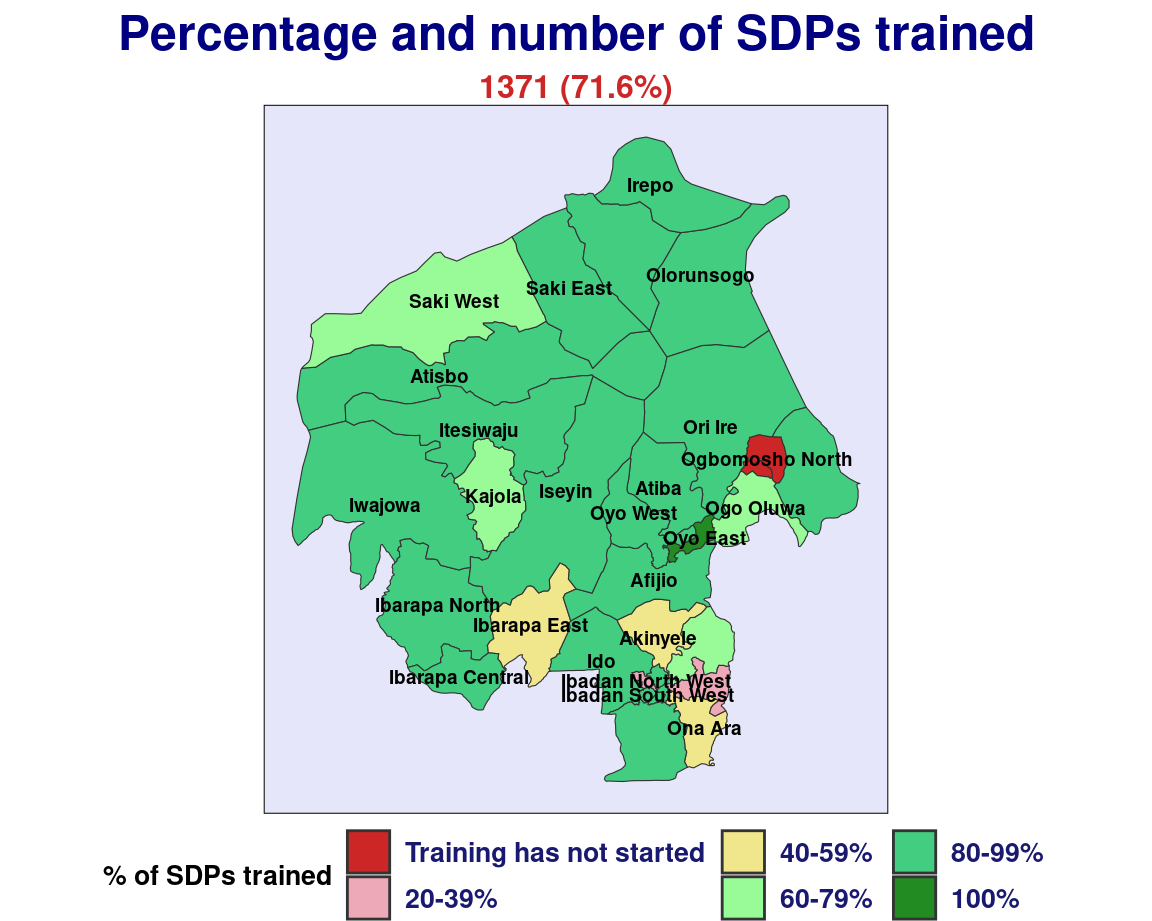 Percentage and number of SDPs trained
1371 (71.6%)
Irepo
Olorunsogo
Saki East
Saki West
Atisbo
Ori Ire
Itesiwaju
Ogbomosho North
Atiba
Iseyin
Kajola
Iwajowa
Ogo Oluwa
Oyo West
Oyo East
Afijio
Ibarapa North
Ibarapa East
Akinyele
Ido
Ibarapa Central
Ibadan North West
Ibadan South West
Ona Ara
% of SDPs trained
Training has not started
20-39%
40-59%
60-79%
80-99%
100%